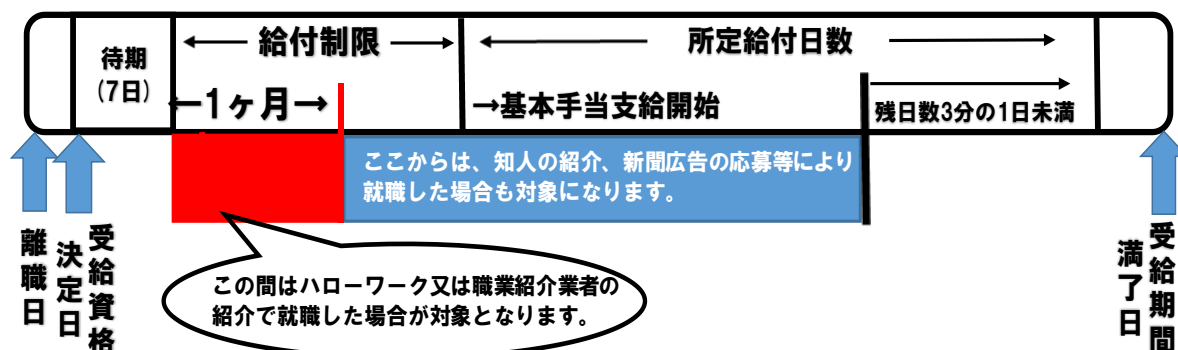 待期
(7日)
←給付制限→
←1ヶ月→
← 所定給付日数 →
→基本手当支給開始
残日数3分の1日未満
ここからは、知人の紹介、新聞広告の応募等により
就職した場合も対象になります。
この間はハローワーク又は職業紹介業者の
紹介で就職した場合が対象となります。
離職日
受給資格
決定日
受給期間
満了日